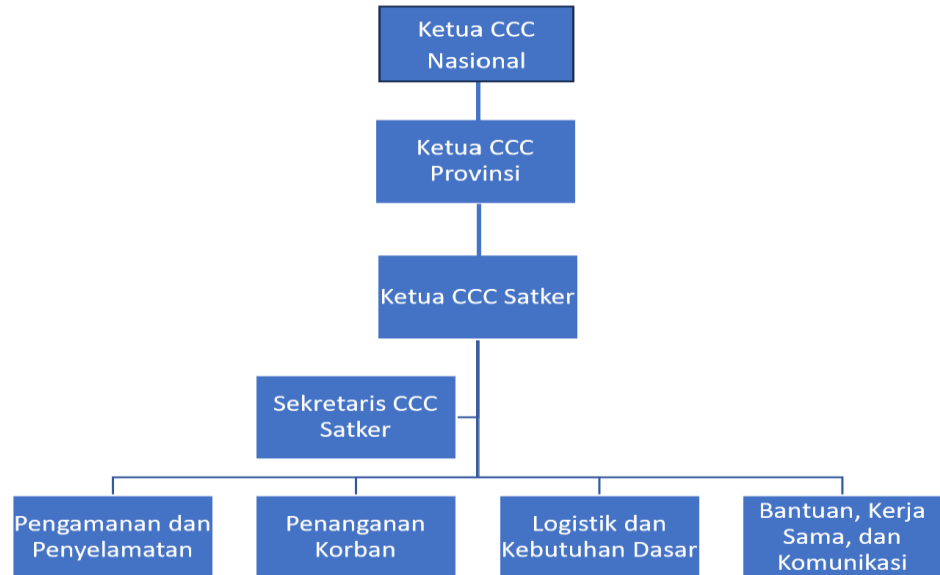 Ketua CCC
Nasional
Ketua CCC
Provinsi
Ketua CCC Satker
Sekretaris CCC
Satker
Pengamanan dan
Penyelamatan
Penanganan
Korban
Logistik dan
Kebutuhan Dasar
Bantuan, Kerja
Sama, dan
Komunikasi